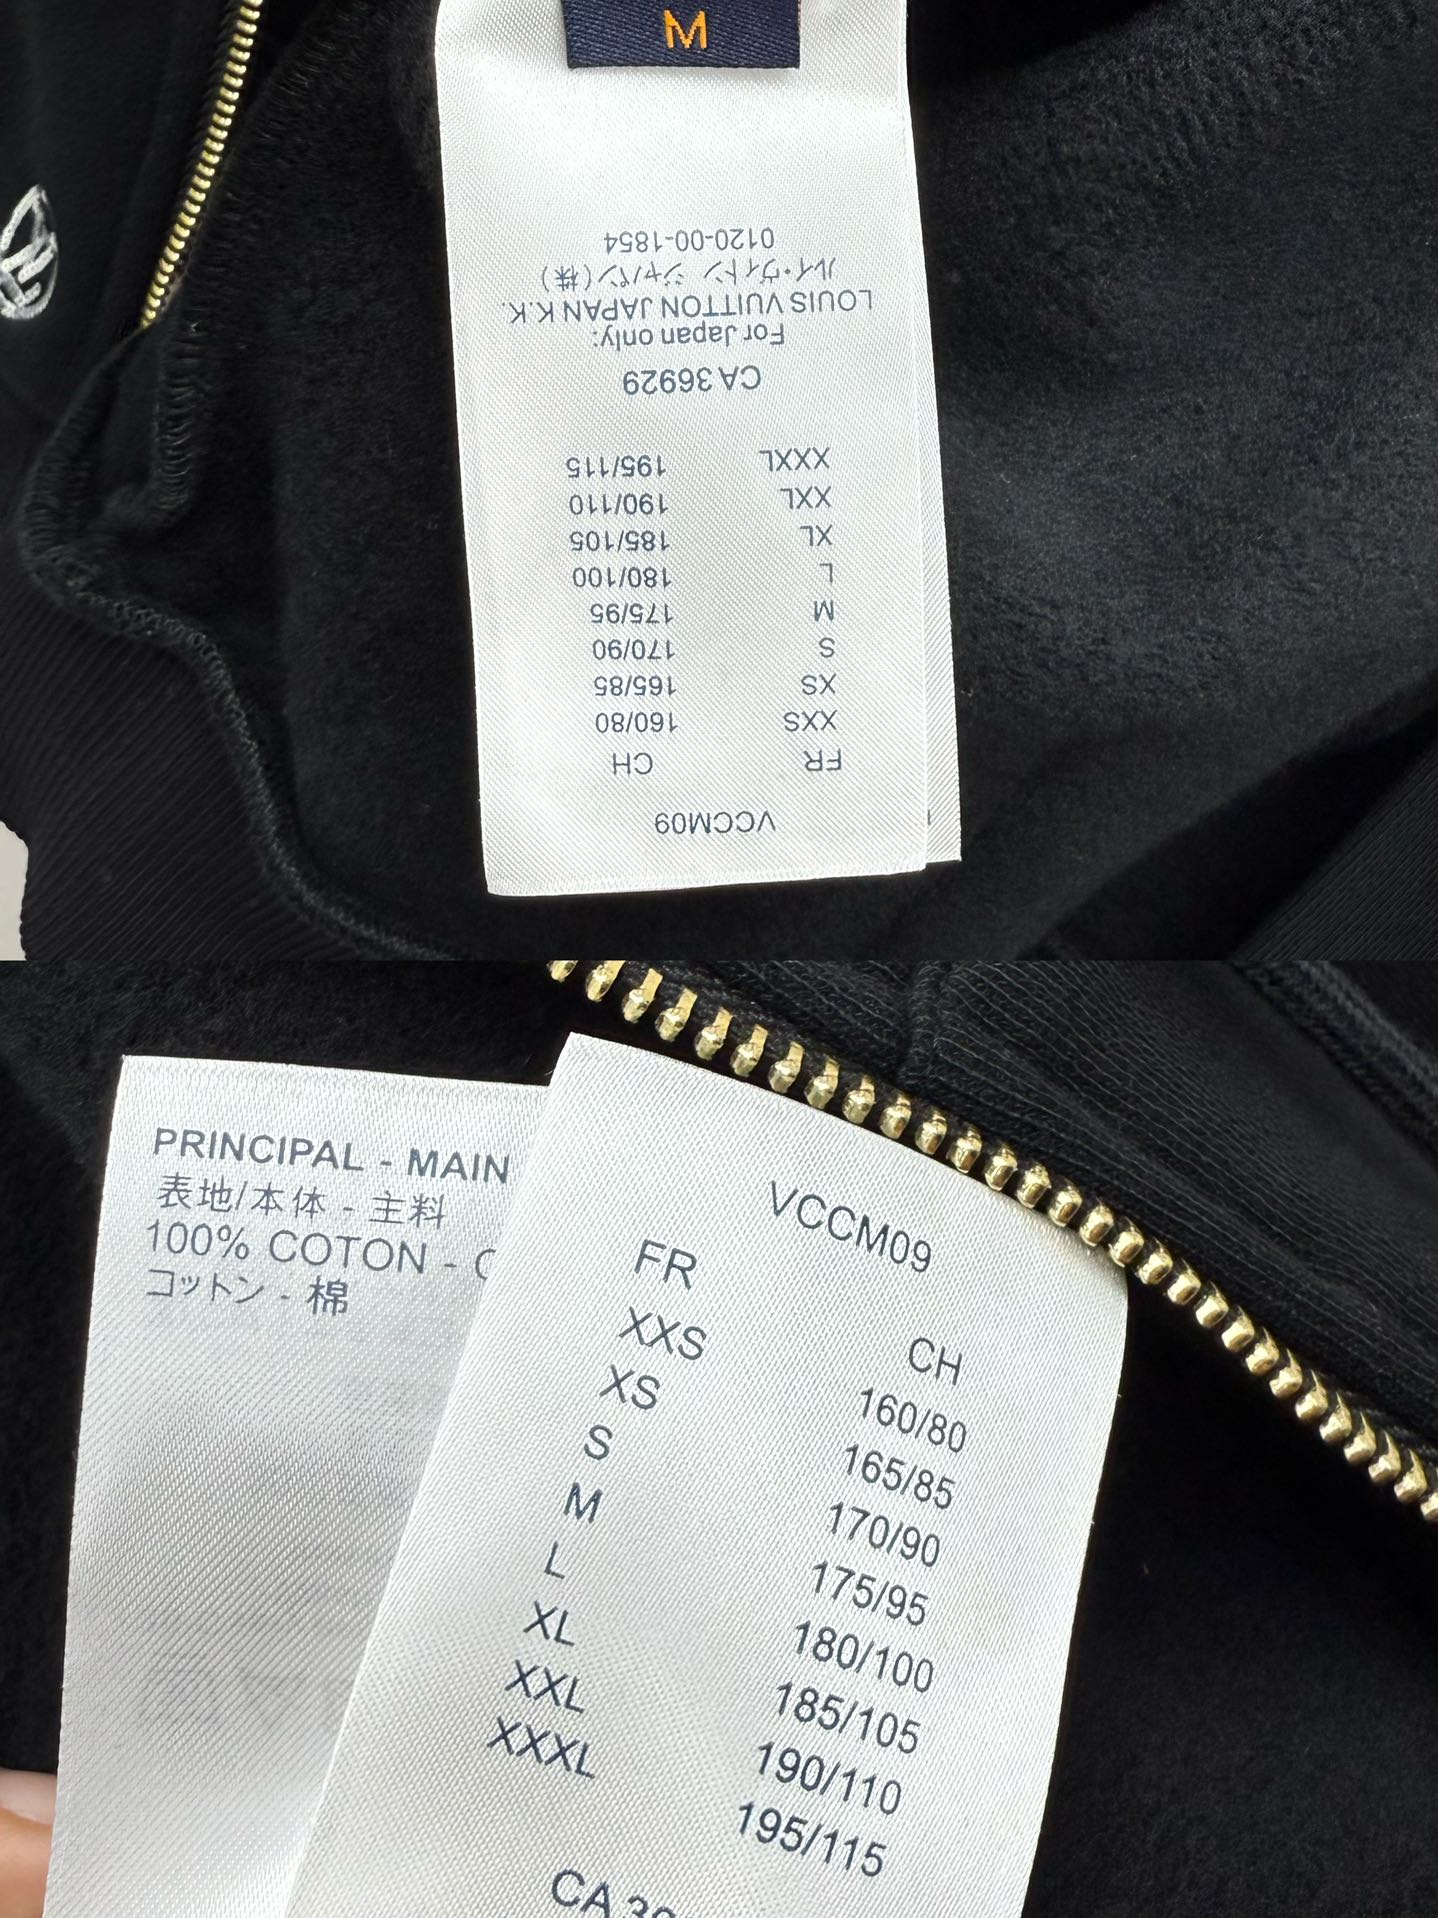 M
VCCM09
FR CH
XXS 160/80
XS 165/85
S 170/90
M 175/95
L 180/100
XL 185/105
XXL 190/110
XXXL 195/115
CA 36929
For Japan only:
LOUIS VUITTON JAPAN K.K.
ルイ・ヴィトン ジャパン(株)
0120-00-1854
PRINCIPAL - MAIN
表地/本体 - 主料
100% COTON - C
コットン - 棉
VCCM09
FR CH
XXS 160/80
XS 165/85
S 170/90
M 175/95
L 180/100
XL 185/105
XXL 190/110
XXXL 195/115
CA